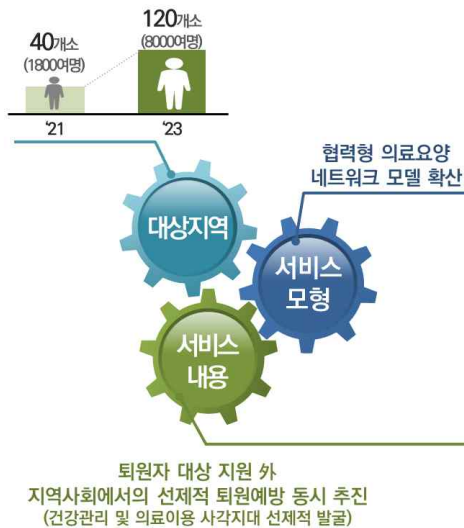 40개소
(1800여명)
120개소
(8000여명)
'21
'23
협력형 의료요양
네트워크 모델 확산
대상지역
서비스
모형
서비스
내용
퇴원자 대상 지원 外
지역사회에서의 선제적 퇴원예방 동시 추진
(건강관리 및 의료이용 사각지대 선제적 발굴)